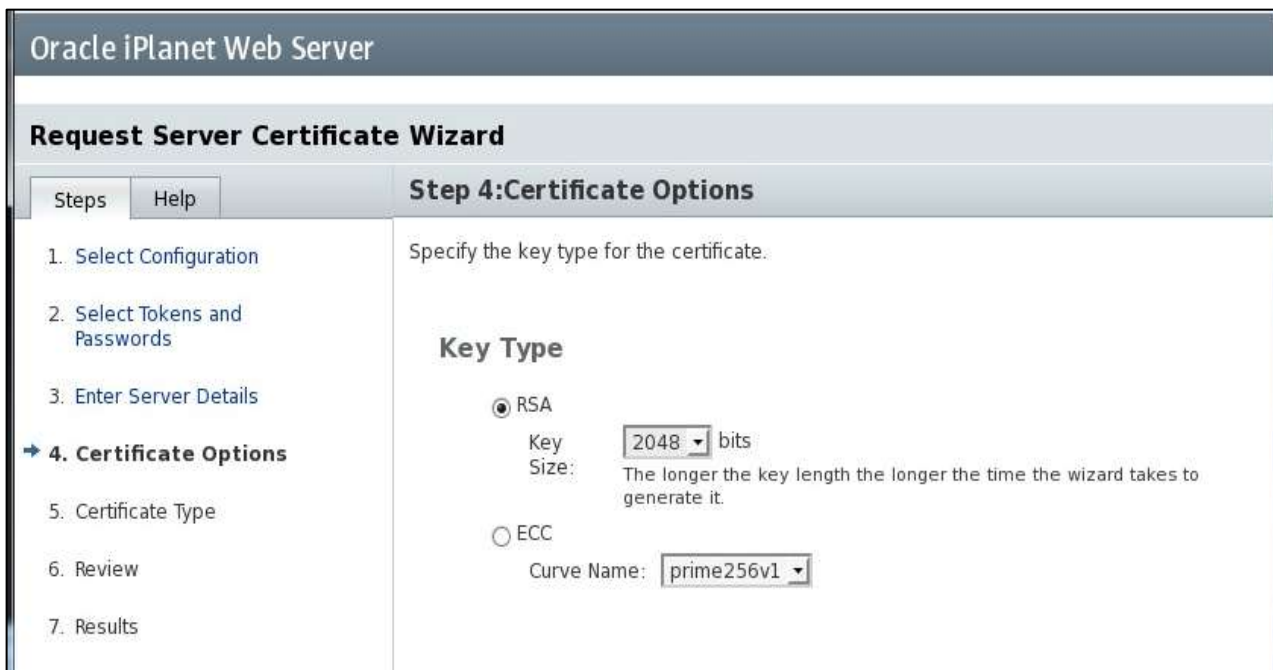 Oracle iPlanet Web Server
Request Server Certificate Wizard
Steps
Help
1. Select Configuration
2. Select Tokens and
Passwords
3. Enter Server Details
4. Certificate Options
5. Certificate Type
6. Review
7. Results
Step 4:Certificate Options
Specify the key type for the certificate.
Key Type
RSA
Key
Size:
2048 bits
The longer the key length the longer the time the wizard takes to
generate it.
ECC
Curve Name: prime256v1